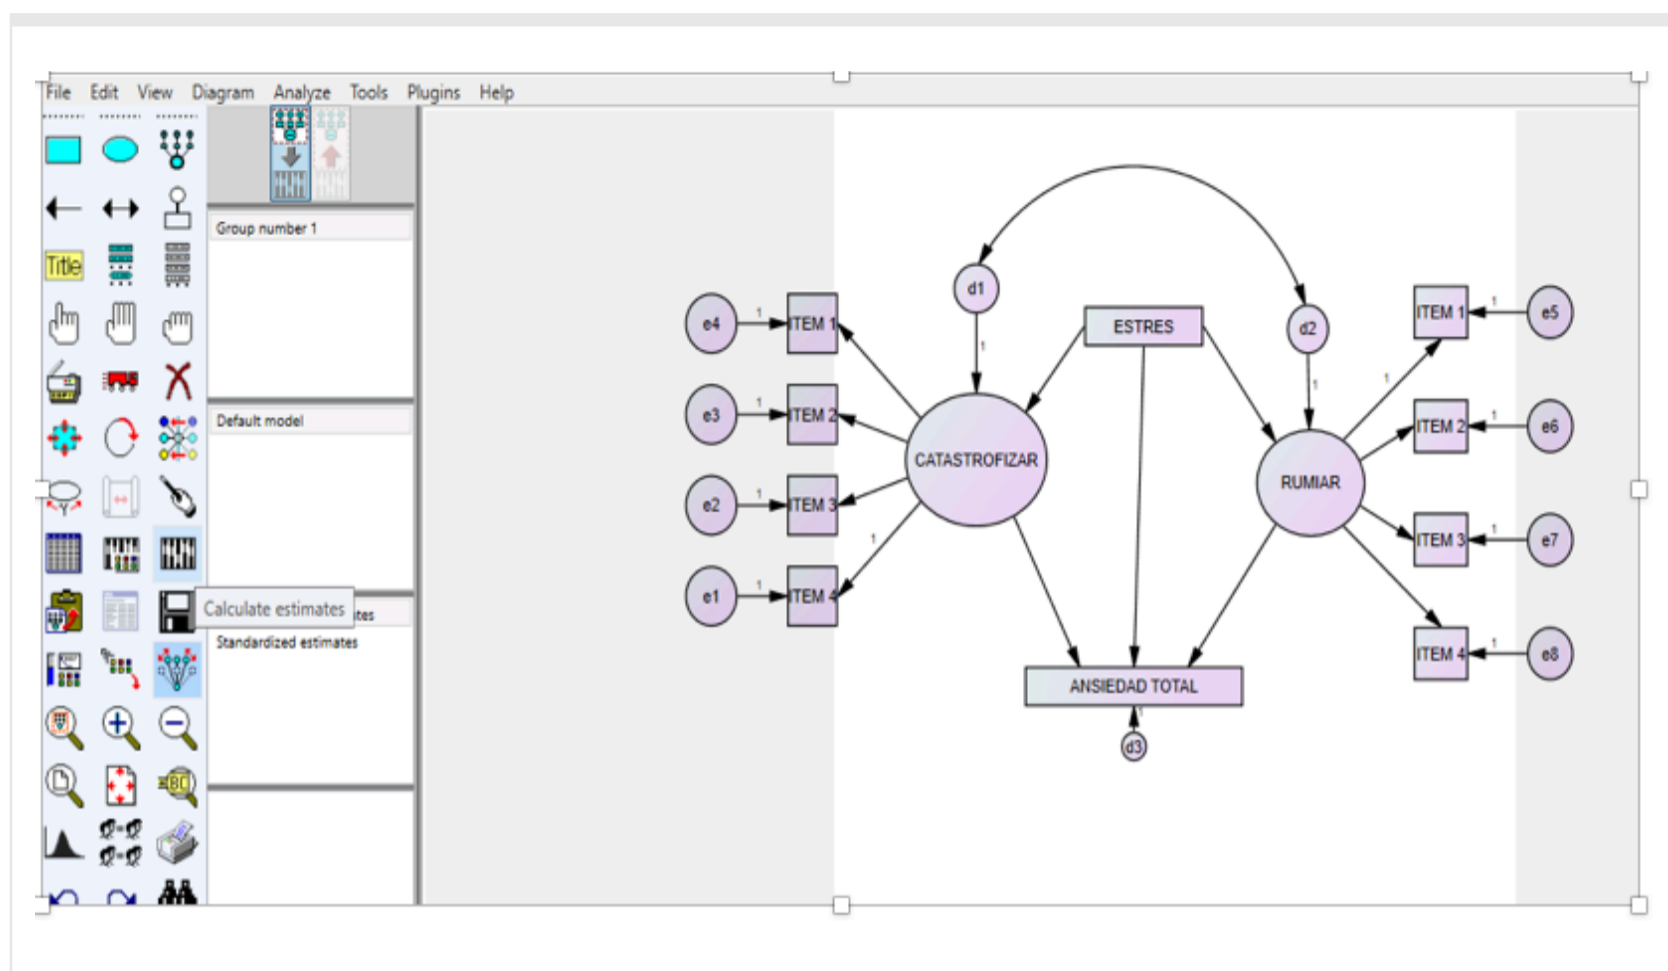 File Edit View Diagram Analyze Tools Plugins Help
Title
Group number 1
Default model
Calculate estimates
Standardized estimates
d1
d2
ESTRES
e4 1 ITEM 1
e3 1 ITEM 2
e2 1 ITEM 3
e1 1 ITEM 4
1
1
CATASTROFIZAR
1
1
RUMIAR
ITEM 1 1 e5
ITEM 2 1 e6
ITEM 3 1 e7
ITEM 4 1 e8
ANSIEDAD TOTAL
1
d3